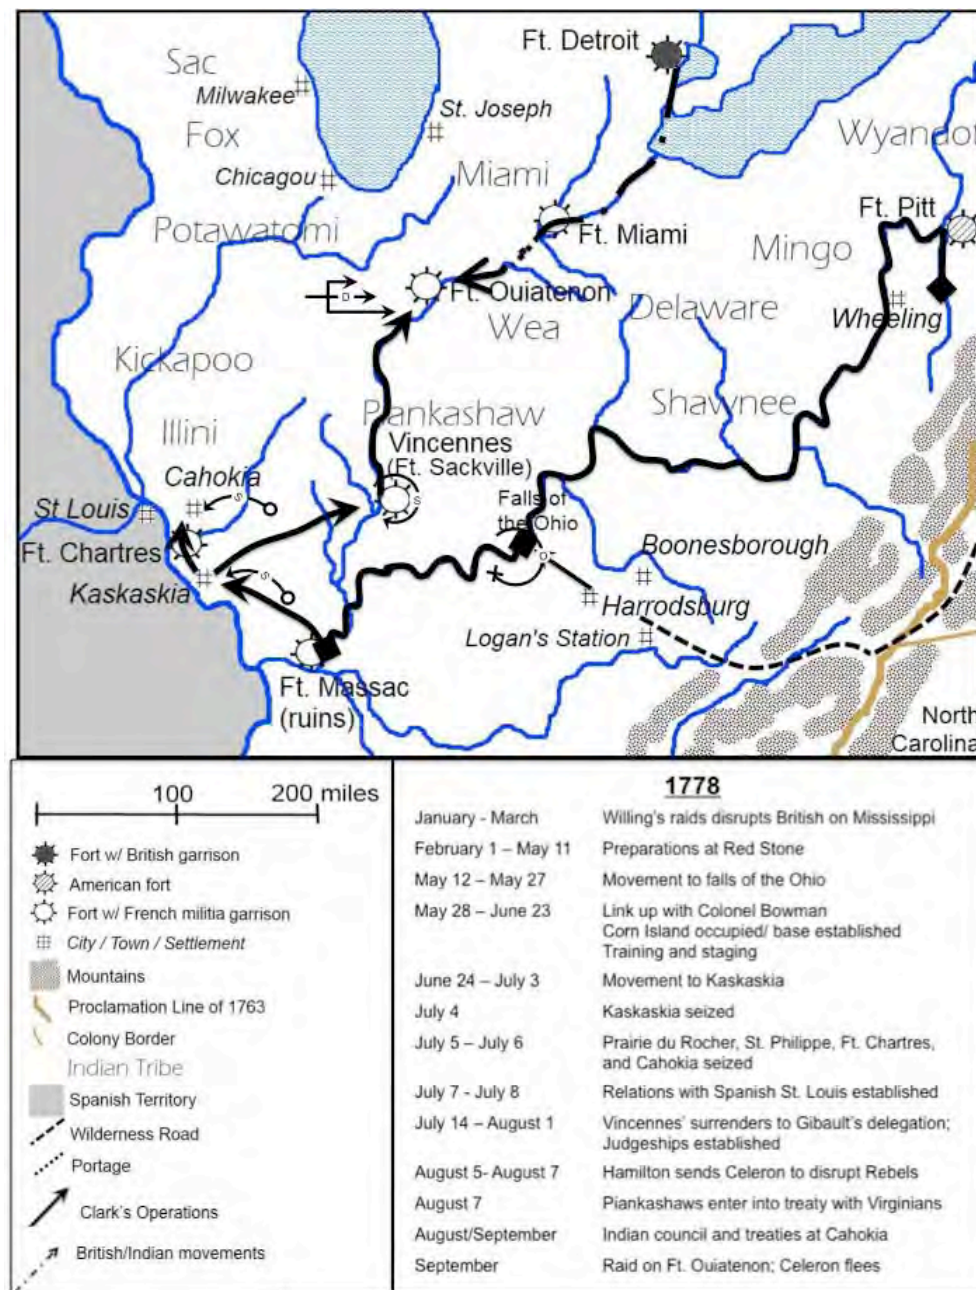 Ft. Detroit
Sac
Milwakee
St. Joseph
Fox
Wyandot
Chicagou
Miami
Ft. Pitt
Potawatomi
Ft. Miami
Mingo
D
Ft. Ouiatenon
Delaware
Wea
Wheeling
Kickapoo
Shawnee
Piankashaw
Illini
Vincennes
(Ft. Sackville)
Cahokia
S
S
St Louis
Falls of
the Ohio
Ft. Chartres
Boonesborough
S
Kaskaskia
Harrodsburg
Logan's Station
Ft. Massac
(ruins)
North
Carolina
100 200 miles
Fort w/ British garrison
American fort
Fort w/ French militia garrison
City / Town / Settlement
Mountains
Proclamation Line of 1763
Colony Border
Indian Tribe
Spanish Territory
Wilderness Road
Portage
Clark's Operations
British/Indian movements
1778
January - March Willing's raids disrupts British on Mississippi
February 1 – May 11 Preparations at Red Stone
May 12 – May 27 Movement to falls of the Ohio
May 28 – June 23 Link up with Colonel Bowman
Corn Island occupied/ base established
Training and staging
June 24 – July 3 Movement to Kaskaskia
July 4 Kaskaskia seized
July 5 – July 6 Prairie du Rocher, St. Philippe, Ft. Chartres,
and Cahokia seized
July 7 - July 8 Relations with Spanish St. Louis established
July 14 – August 1 Vincennes' surrenders to Gibault's delegation;
Judgeships established
August 5- August 7 Hamilton sends Celeron to disrupt Rebels
August 7 Piankashaws enter into treaty with Virginians
August/September Indian council and treaties at Cahokia
September Raid on Ft. Ouiatenon; Celeron flees